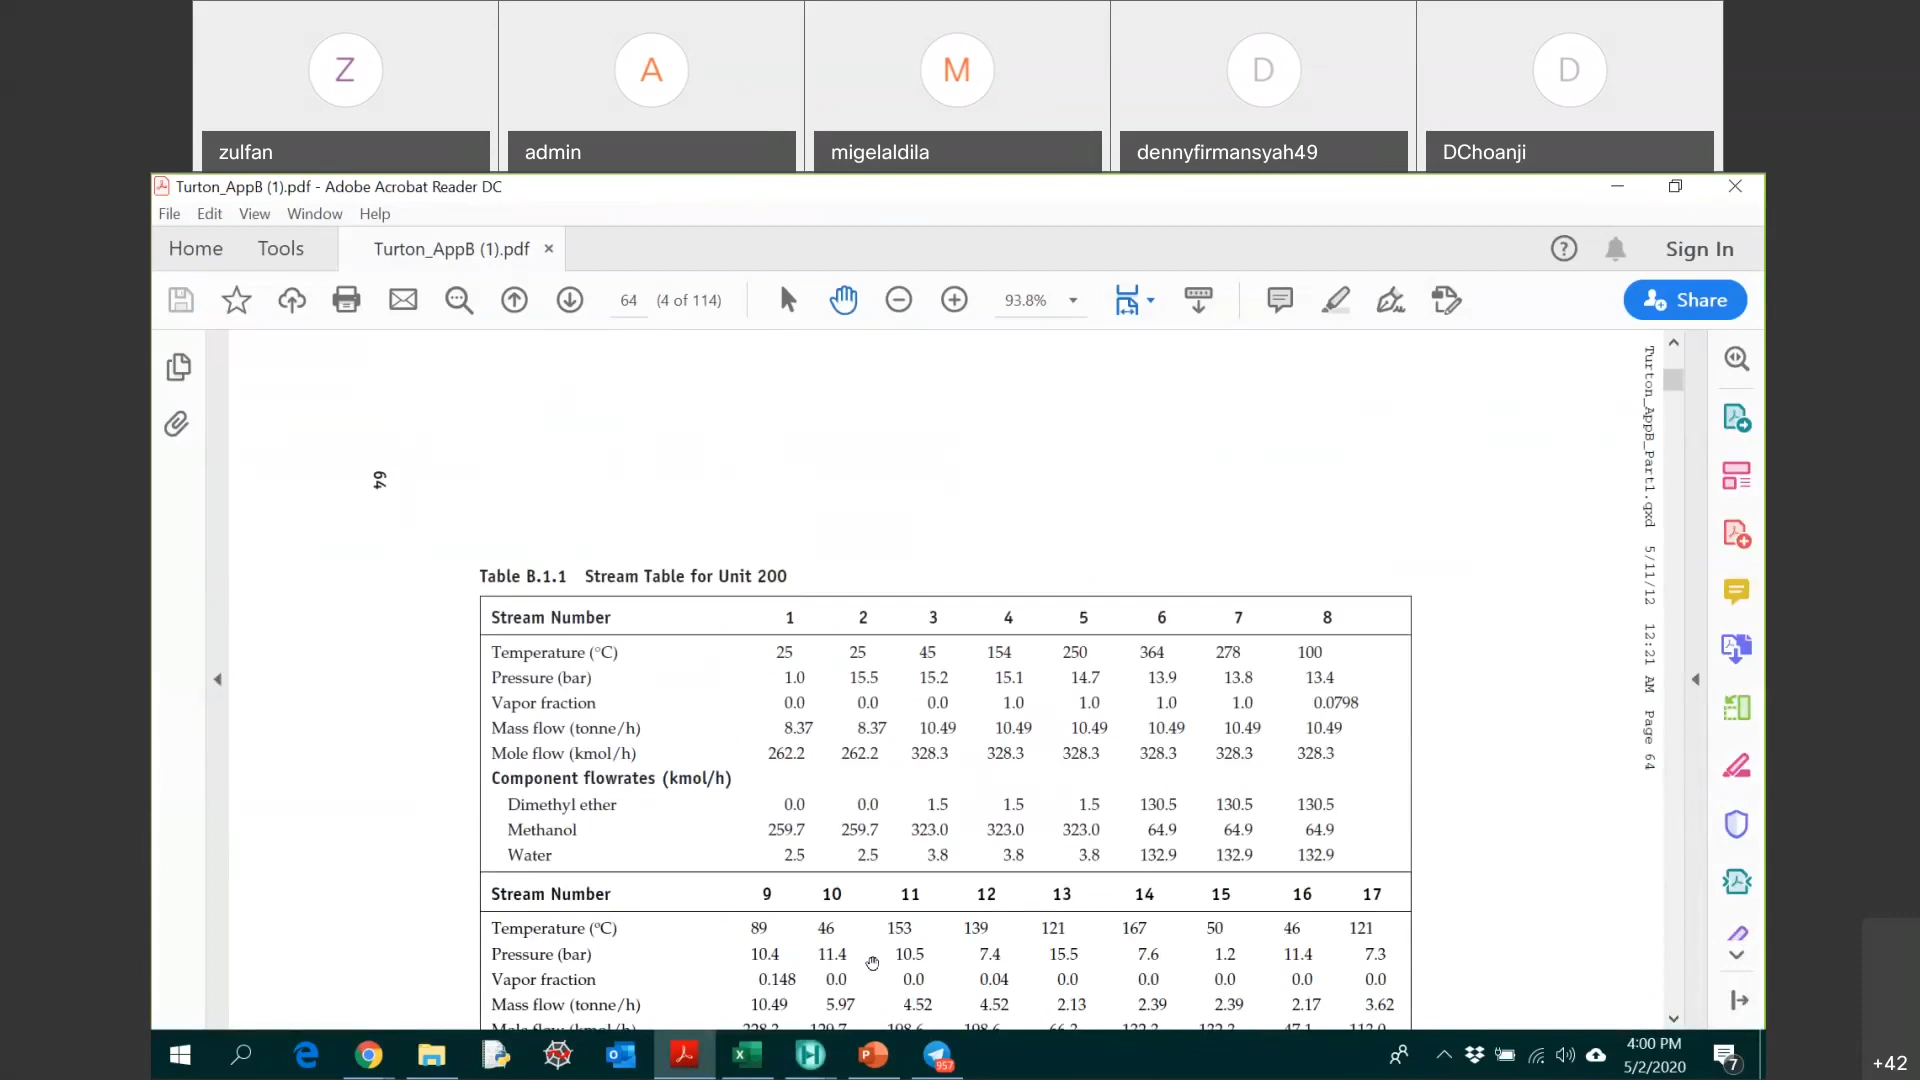 Z A M D D
zulfan admin migelaldila dennyfirmansyah49 DChoanji
Turton_AppB (1).pdf - Adobe Acrobat Reader DC
File Edit View Window Help
Home Tools Turton_AppB (1).pdf × Sign In
64 (4 of 114) 93.8% Share
Turton_AppB_Part1.qxd 5/11/12 12:21 AM Page 64
64
Table B.1.1 Stream Table for Unit 200
Stream Number 1 2 3 4 5 6 7 8
Temperature (°C) 25 25 45 154 250 364 278 100
Pressure (bar) 1.0 15.5 15.2 15.1 14.7 13.9 13.8 13.4
Vapor fraction 0.0 0.0 0.0 1.0 1.0 1.0 1.0 0.0798
Mass flow (tonne/h) 8.37 8.37 10.49 10.49 10.49 10.49 10.49 10.49
Mole flow (kmol/h) 262.2 262.2 328.3 328.3 328.3 328.3 328.3 328.3
Component flowrates (kmol/h)
Dimethyl ether 0.0 0.0 1.5 1.5 1.5 130.5 130.5 130.5
Methanol 259.7 259.7 323.0 323.0 323.0 64.9 64.9 64.9
Water 2.5 2.5 3.8 3.8 3.8 132.9 132.9 132.9
Stream Number 9 10 11 12 13 14 15 16 17
Temperature (°C) 89 46 153 139 121 167 50 46 121
Pressure (bar) 10.4 11.4 10.5 7.4 15.5 7.6 1.2 11.4 7.3
Vapor fraction 0.148 0.0 0.0 0.04 0.0 0.0 0.0 0.0 0.0
Mass flow (tonne/h) 10.49 5.97 4.52 4.52 2.13 2.39 2.39 2.17 3.62
957
4:00 PM
5/2/2020
7
+42